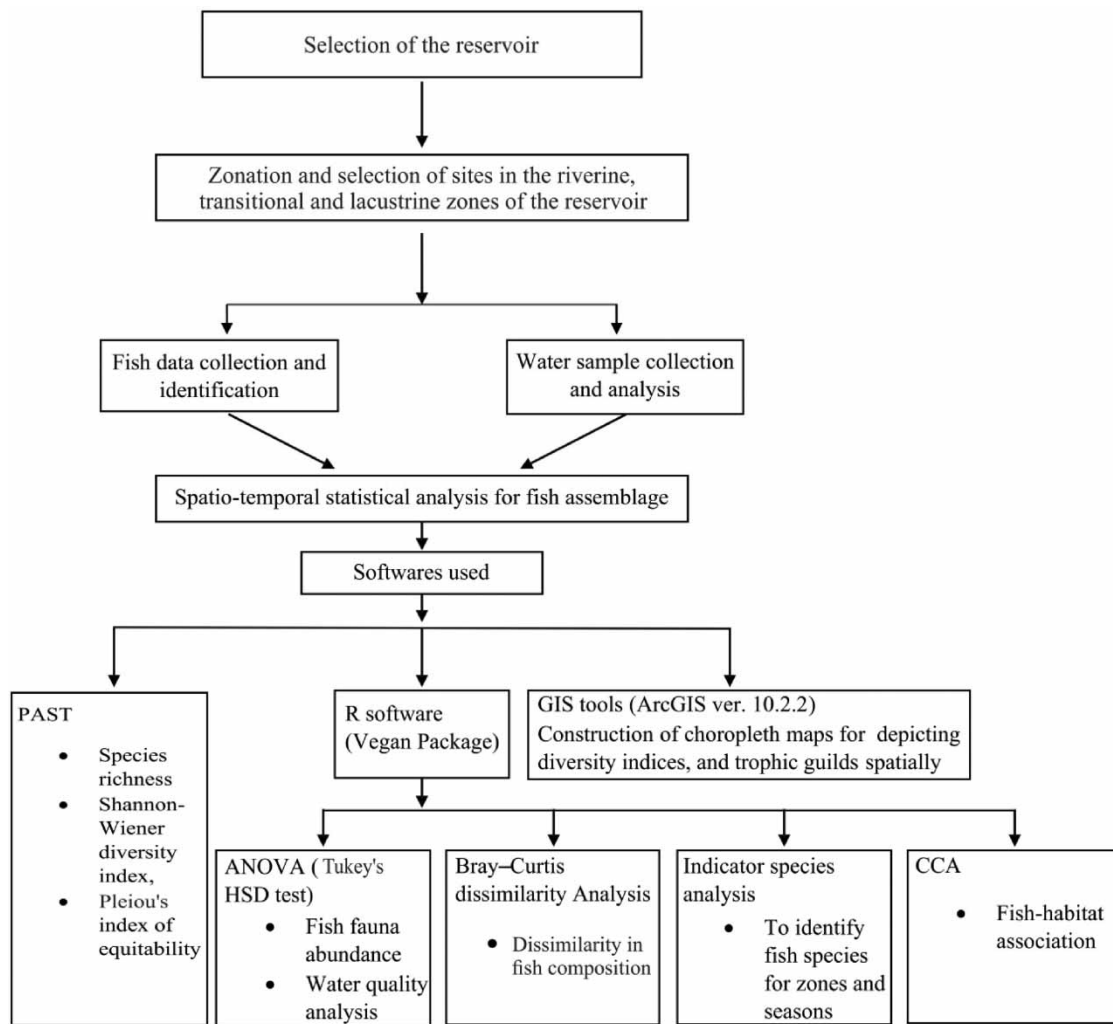 Selection of the reservoir
Zonation and selection of sites in the riverine,
transitional and lacustrine zones of the reservoir
Fish data collection and
identification
Water sample collection
and analysis
Spatio-temporal statistical analysis for fish assemblage
Softwares used
PAST
• Species
richness
• Shannon-
Wiener
diversity
index,
• Pleiou's
index of
equitability
R software
(Vegan Package)
GIS tools (ArcGIS ver. 10.2.2)
Construction of choropleth maps for depicting
diversity indices, and trophic guilds spatially
ANOVA ( Tukey's
HSD test)
• Fish fauna
abundance
• Water quality
analysis
Bray–Curtis
dissimilarity Analysis
• Dissimilarity in
fish composition
Indicator species
analysis
• To identify
fish species
for zones and
seasons
CCA
• Fish-habitat
association